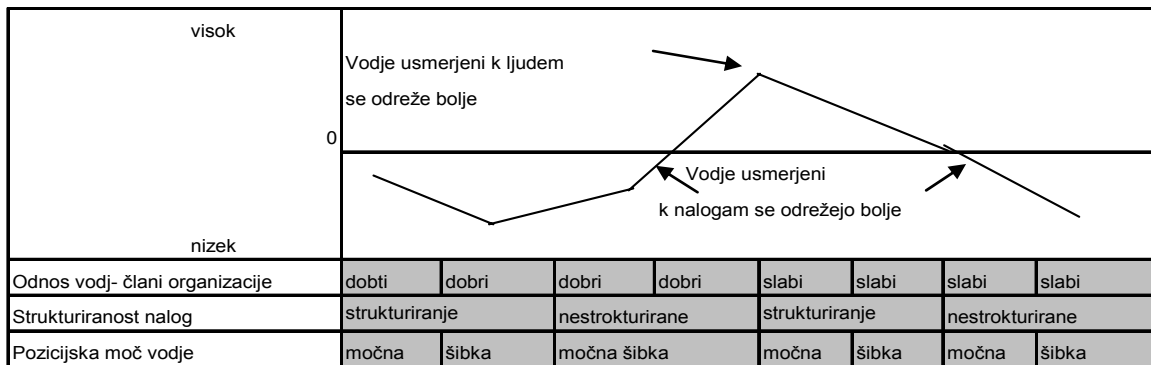 visok
Vodje usmerjeni k ljudem
se odreže bolje
0
Vodje usmerjeni
k nalogam se odrežejo bolje
nizek
Odnos vodj- člani organizacije dobti dobri dobri dobri slabi slabi slabi slabi
Strukturiranost nalog strukturiranje nestrokturirane strukturiranje nestrokturirane
Pozicijska moč vodje močna šibka močna šibka močna šibka močna šibka